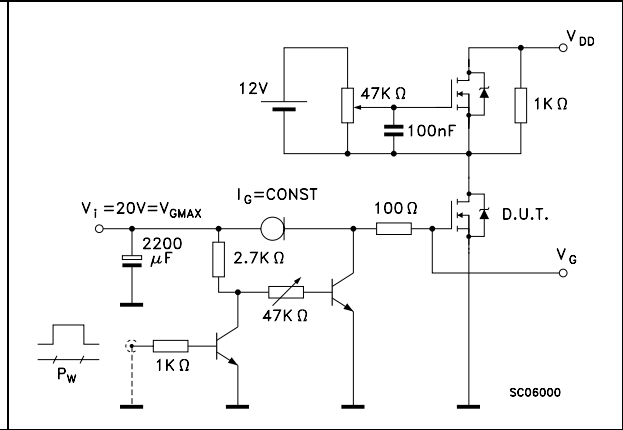 V DD
12V
47K Ω
1K Ω
100nF
I G=CONST
V i =20V=V GMAX
100 Ω
D.U.T.
2200
µF
2.7K Ω
V G
47K Ω
1K Ω
P W
SC06000